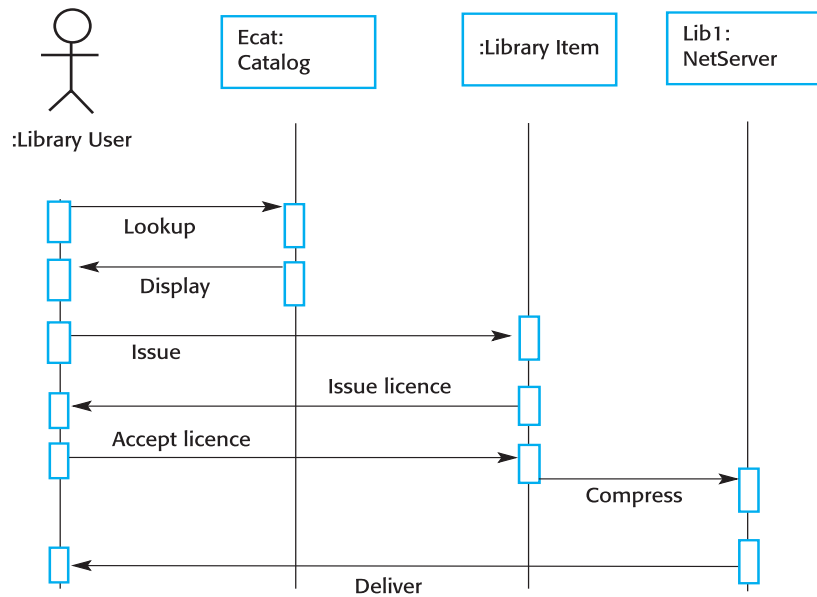 Ecat:
Catalog
:Library Item
Lib1:
NetServer
:Library User
Lookup
Display
Issue
Issue licence
Accept licence
Compress
Deliver